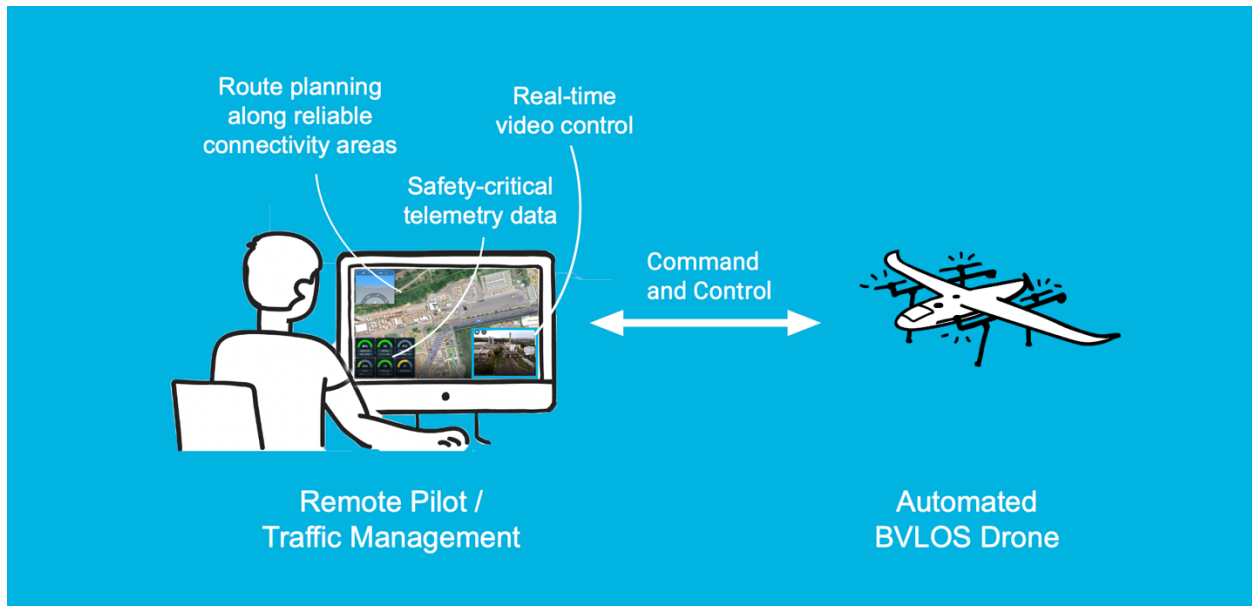 Route planning
along reliable
connectivity areas
Real-time
video control
Safety-critical
telemetry data
Command
and Control
Remote Pilot /
Traffic Management
Automated
BVLOS Drone